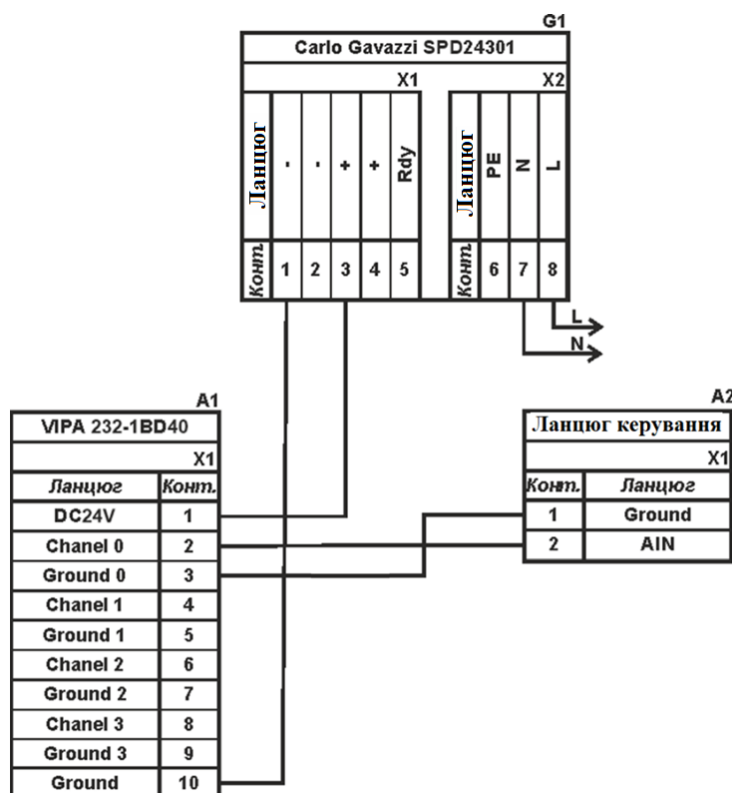 G1
Carlo Gavazzi SPD24301
X1
X2
Ланцюг
-
-
+
+
Rdy
Ланцюг
PE
N
L
Конт.
1
2
3
4
5
Конт.
6
7
8
L
N
A1
VIPA 232-1BD40
X1
Ланцюг Конт.
DC24V 1
Chanel 0 2
Ground 0 3
Chanel 1 4
Ground 1 5
Chanel 2 6
Ground 2 7
Chanel 3 8
Ground 3 9
Ground 10
A2
Ланцюг керування
X1
Конт. Ланцюг
1 Ground
2 AIN